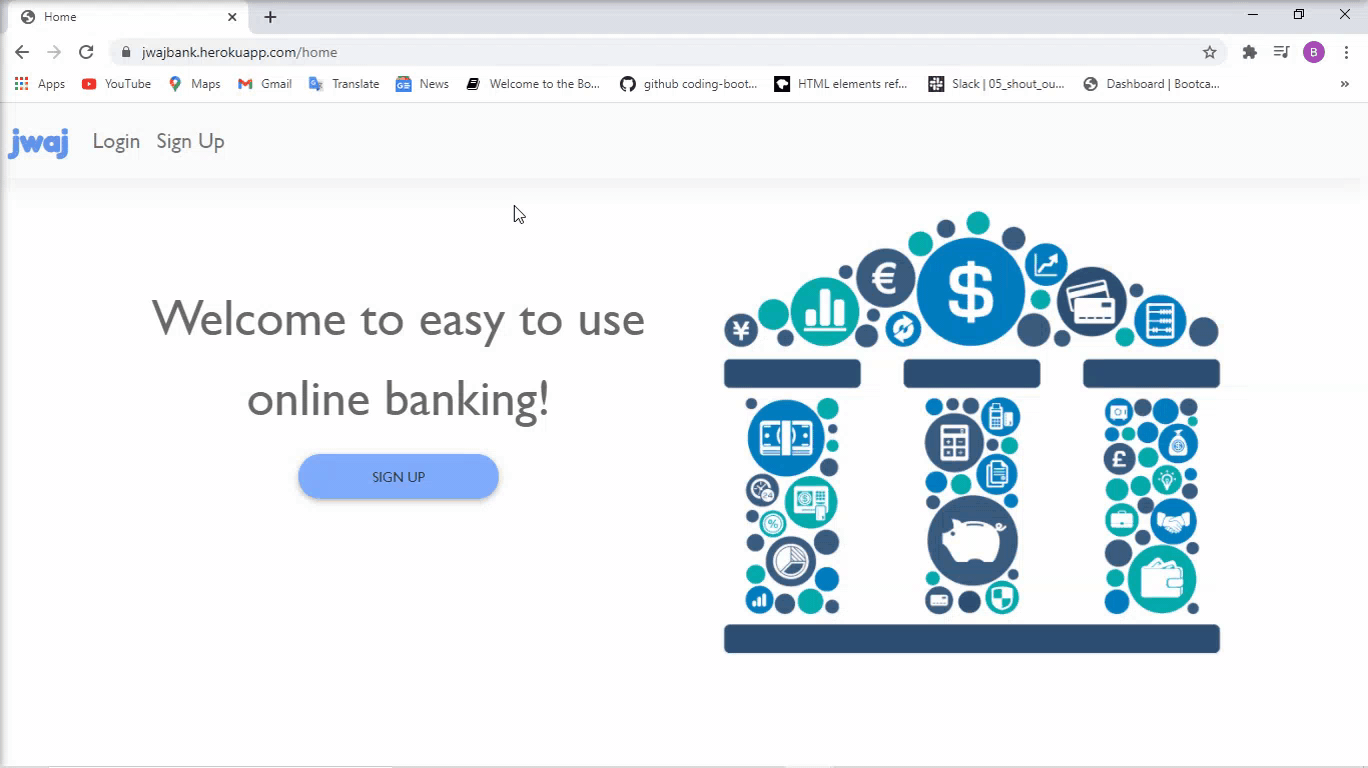 Home
jwajbank.herokuapp.com/home
B
Apps
YouTube
Maps
Gmail
Translate
News
Welcome to the Bo...
github coding-boot...
HTML elements ref...
Slack | 05_shout_ou...
Dashboard | Bootca...
»
jwaj
Login
Sign Up
Welcome to easy to use
online banking!
SIGN UP
¥
€
$
£
24
%
$